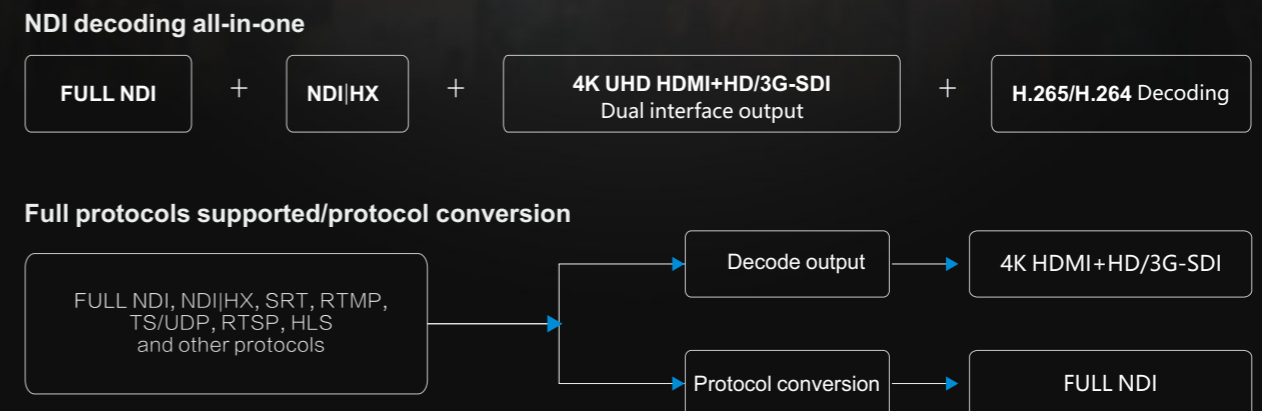 NDI decoding all-in-one
FULL NDI + NDI|HX + 4K UHD HDMI+HD/3G-SDI
Dual interface output + H.265/H.264 Decoding
Full protocols supported/protocol conversion
FULL NDI, NDI|HX, SRT, RTMP,
TS/UDP, RTSP, HLS
and other protocols
Decode output
4K HDMI+HD/3G-SDI
Protocol conversion
FULL NDI